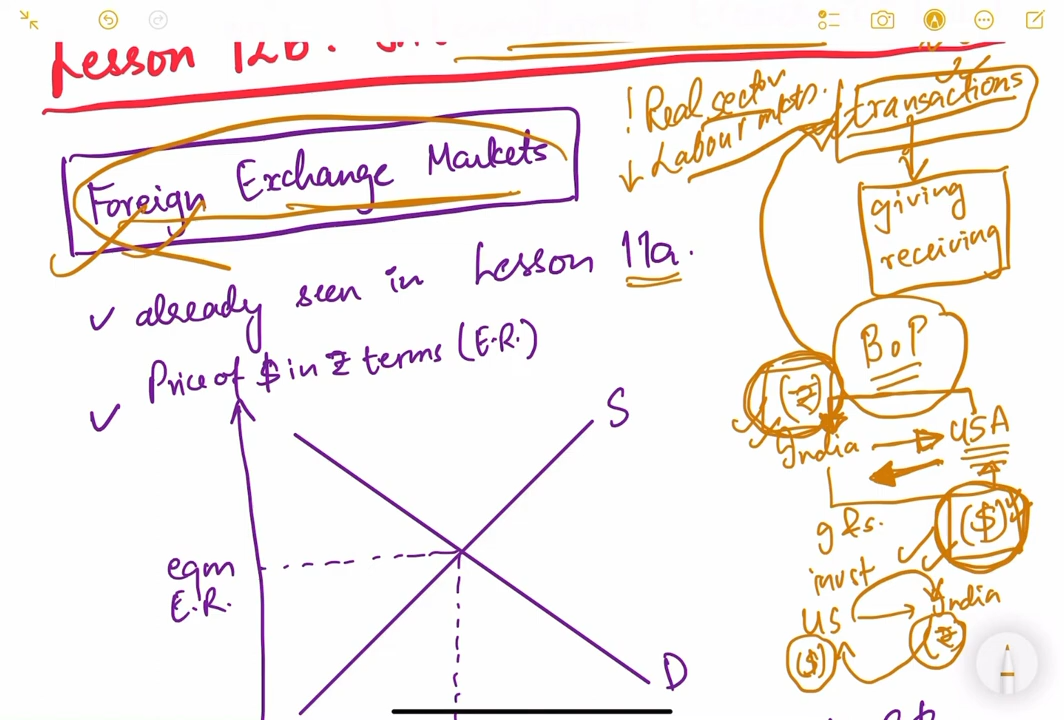 Lesson 12b:
Foreign Exchange Markets
✓ already seen in Lesson 11a.
✓ Price of $ in ₹ terms (E.R.)
S
eqm
E.R.
D
! Real sector
↓ Labour mkts.
transactions
giving
receiving
BoP
(₹)
India → USA
←
g & s.
($)
must
US → India
($)
(₹)